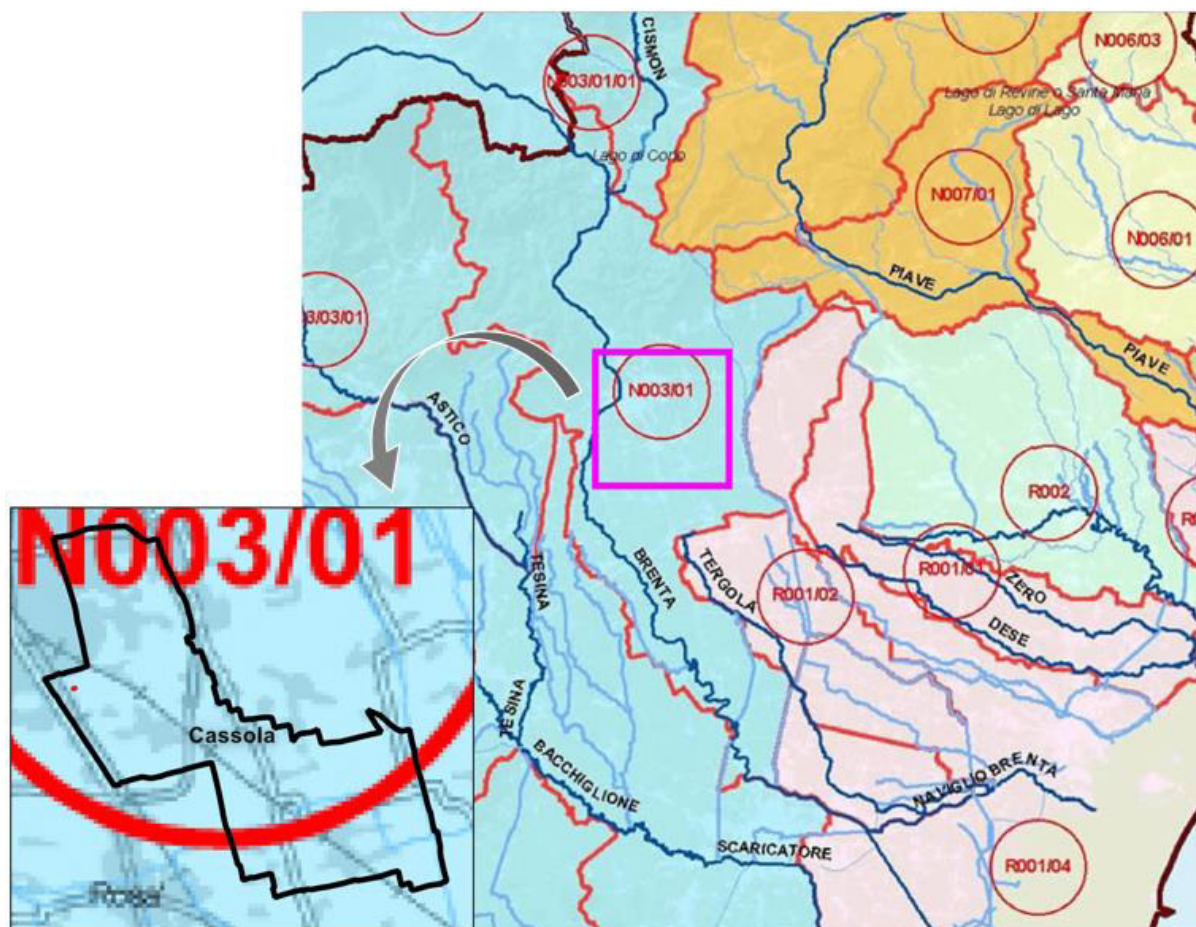 CISMON
N006/03
N003/01/01
Lago di Revine o Santa Maria
Lago di Lago
Lago di Corlo
N007/01
N006/01
PIAVE
3/03/01
PIAVE
N003/01
ASTICO
R002
TESINA
BRENTA
TERGOLA
R001/01
R001/02
ZERO
DESE
N003/01
Cassola
TESINA
BACCHIGLIONE
NAVIGLIO BRENTA
SCARICATORE
R001/04